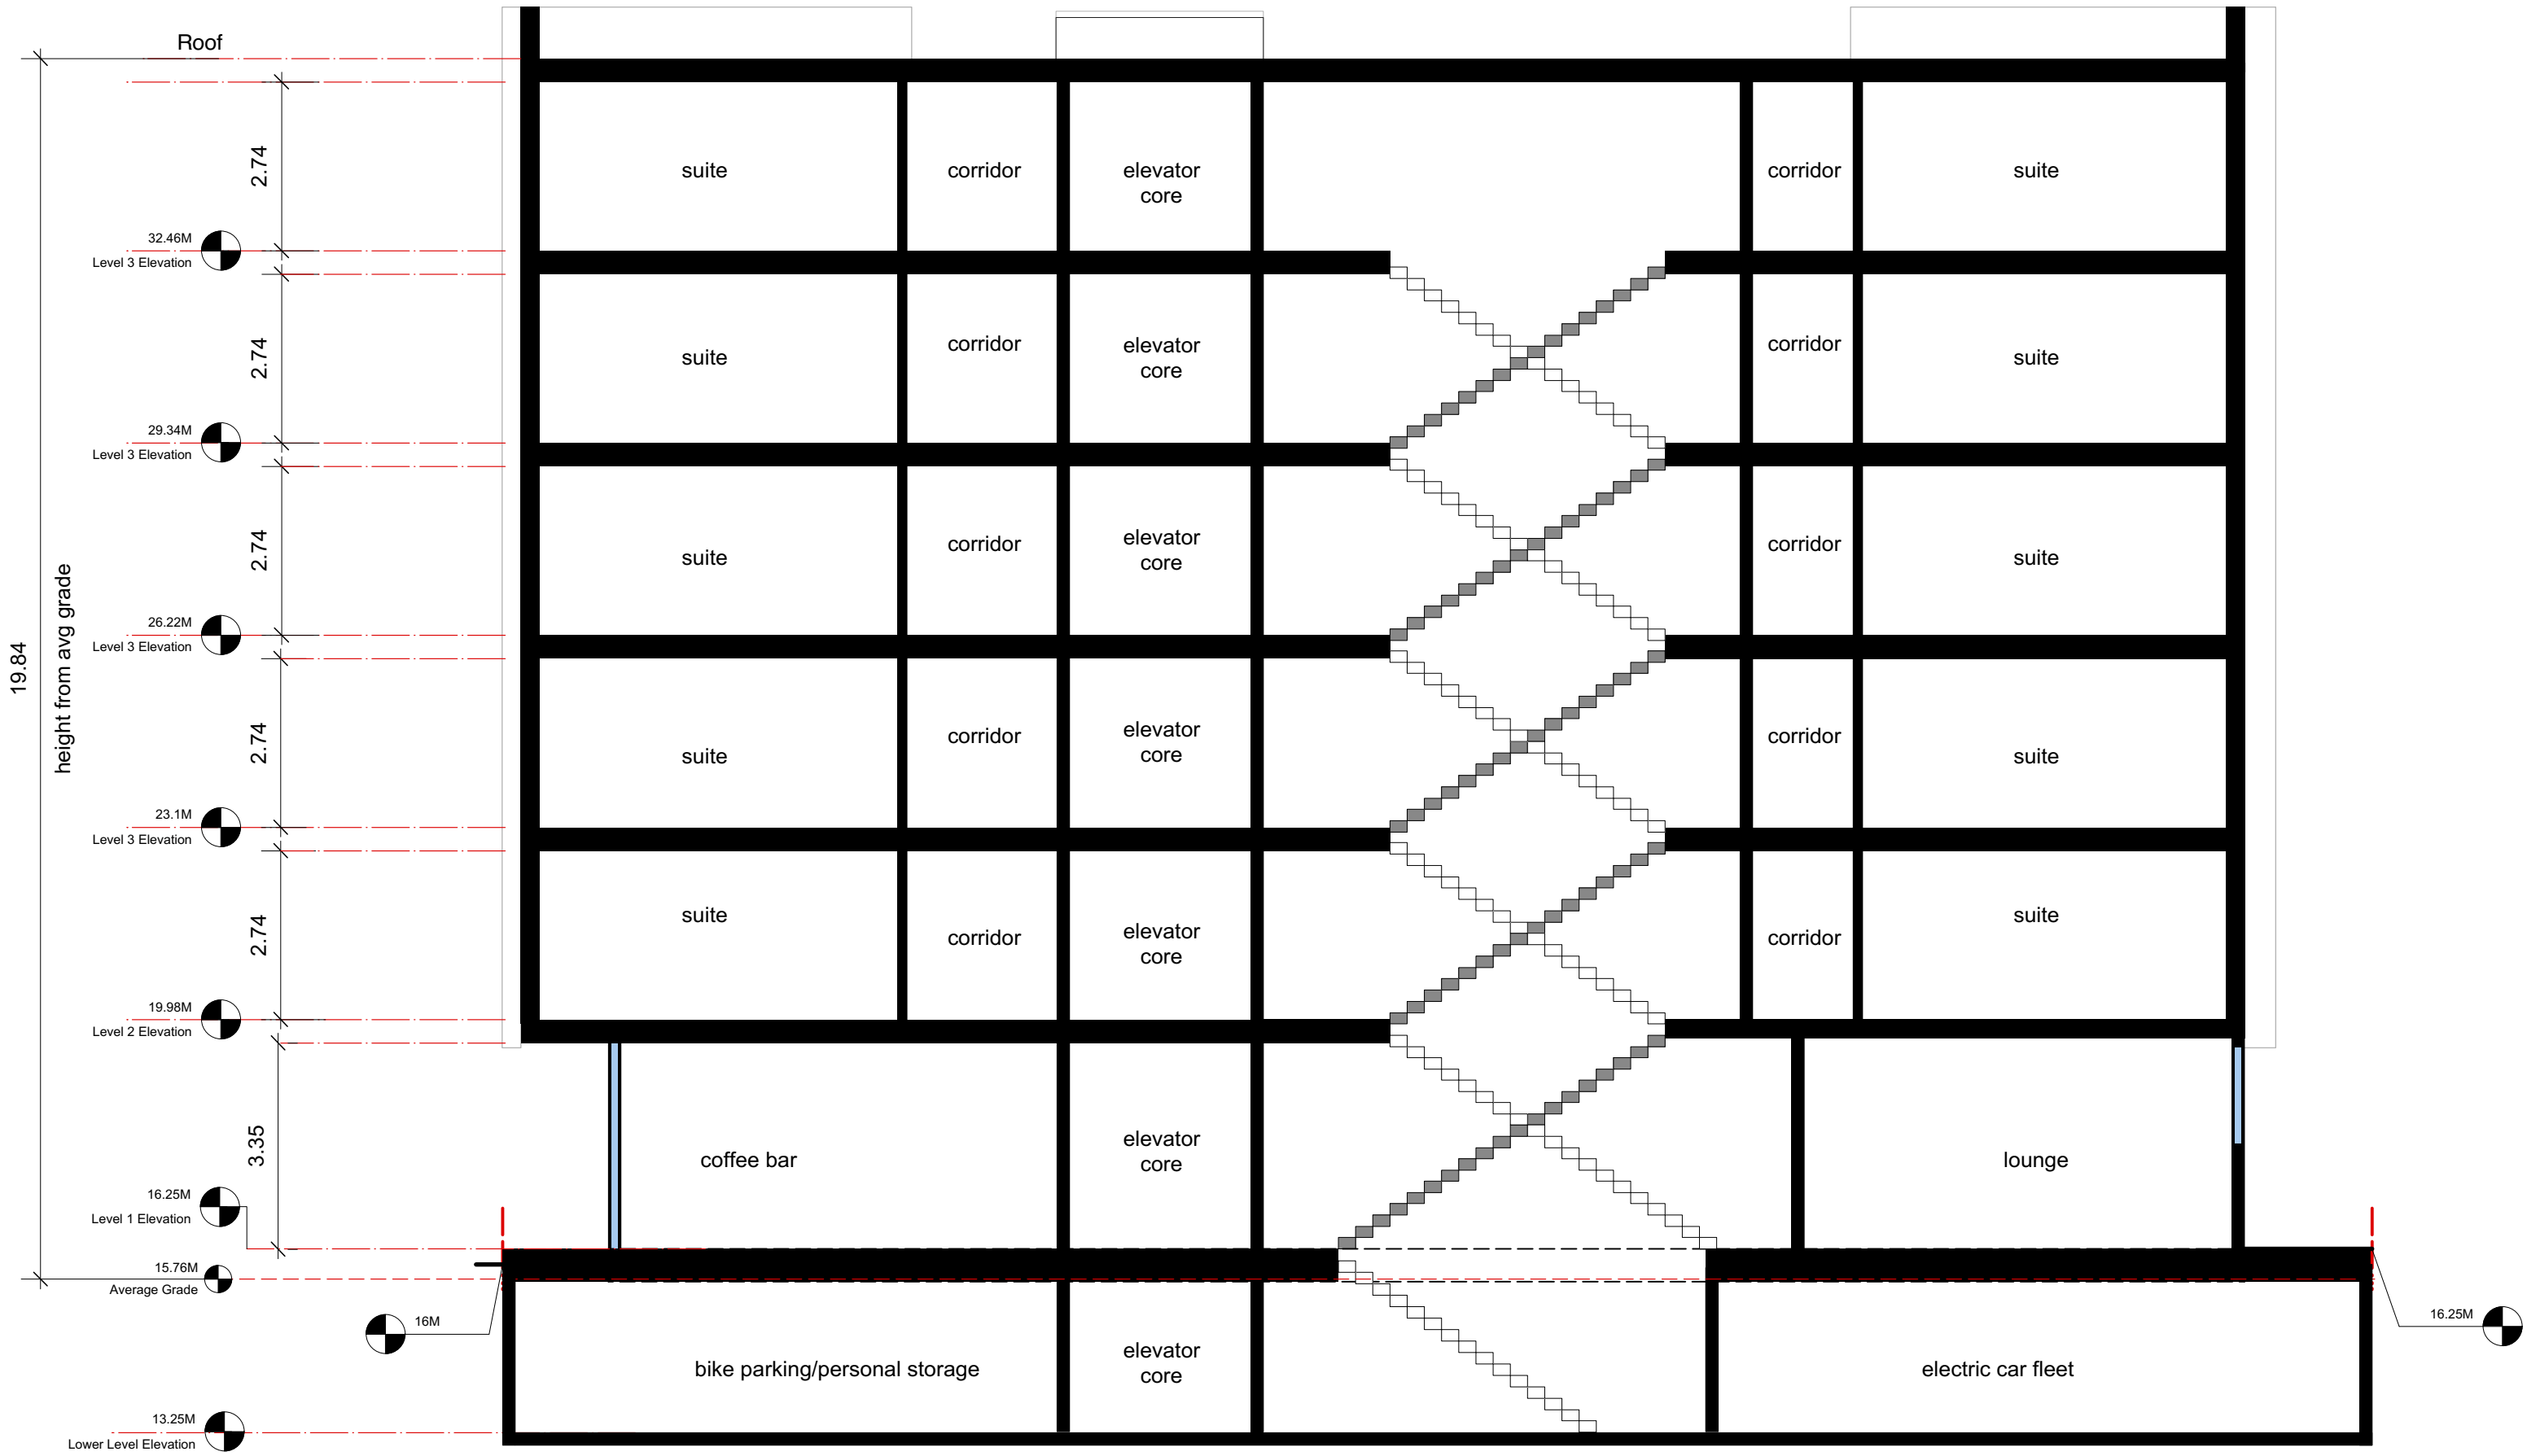 Roof
2.74
suite
corridor
elevator
core
corridor
suite
32.46M
Level 3 Elevation
2.74
suite
corridor
elevator
core
corridor
suite
29.34M
Level 3 Elevation
2.74
suite
corridor
elevator
core
corridor
suite
26.22M
Level 3 Elevation
19.84
height from avg grade
2.74
suite
corridor
elevator
core
corridor
suite
23.1M
Level 3 Elevation
2.74
suite
corridor
elevator
core
corridor
suite
19.98M
Level 2 Elevation
3.35
coffee bar
elevator
core
lounge
16.25M
Level 1 Elevation
15.76M
Average Grade
16M
16.25M
bike parking/personal storage
elevator
core
electric car fleet
13.25M
Lower Level Elevation